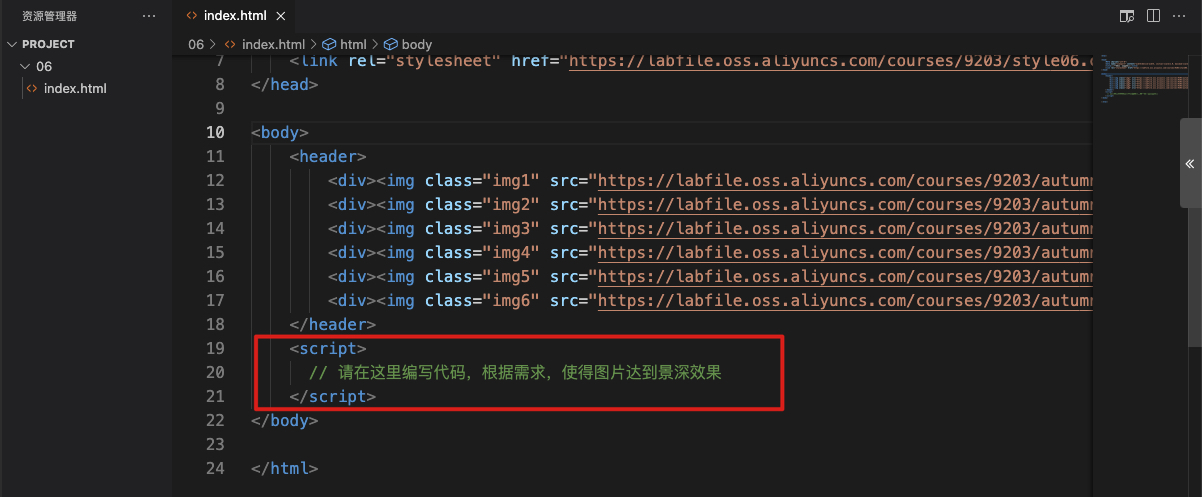 资源管理器 ···
PROJECT
06
index.html
index.html ×
06 > index.html > html > body
7 <link rel="stylesheet" href="https://labfile.oss.aliyuncs.com/courses/9203/style06.c
8 </head>
9
10 <body>
11 <header>
12 <div><img class="img1" src="https://labfile.oss.aliyuncs.com/courses/9203/autumn
13 <div><img class="img2" src="https://labfile.oss.aliyuncs.com/courses/9203/autumn
14 <div><img class="img3" src="https://labfile.oss.aliyuncs.com/courses/9203/autumn
15 <div><img class="img4" src="https://labfile.oss.aliyuncs.com/courses/9203/autumn
16 <div><img class="img5" src="https://labfile.oss.aliyuncs.com/courses/9203/autumn
17 <div><img class="img6" src="https://labfile.oss.aliyuncs.com/courses/9203/autumn
18 </header>
19 <script>
20 // 请在这里编写代码，根据需求，使得图片达到景深效果
21 </script>
22 </body>
23
24 </html>